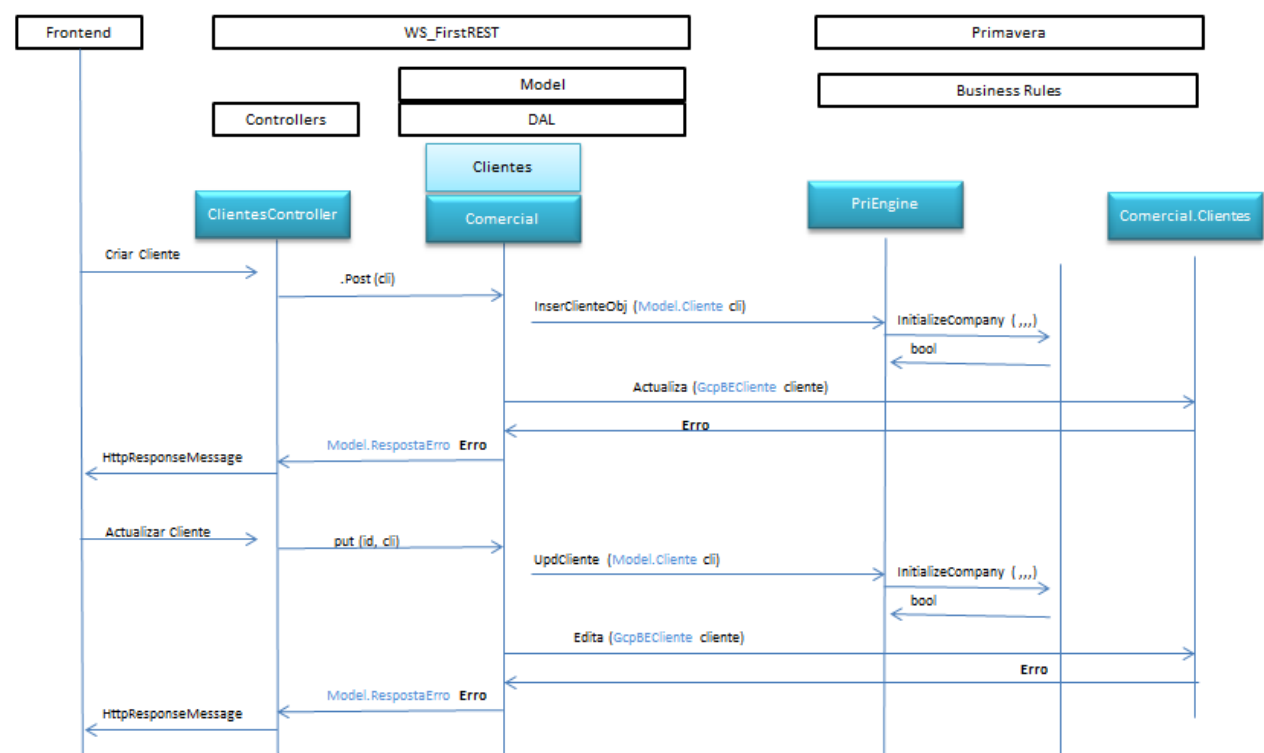 Frontend
WS_FirstREST
Primavera
Model
Business Rules
Controllers
DAL
Clientes
ClientesController
Comercial
PriEngine
Comercial.Clientes
Criar Cliente
.Post (cli)
InserClienteObj (Model.Cliente cli)
InitializeCompany (,,,)
bool
Actualiza (GcpBECliente cliente)
Erro
Model.RespostaErro Erro
HttpResponseMessage
Actualizar Cliente
put (id, cli)
UpdCliente (Model.Cliente cli)
InitializeCompany (,,,)
bool
Edita (GcpBECliente cliente)
Erro
Model.RespostaErro Erro
HttpResponseMessage